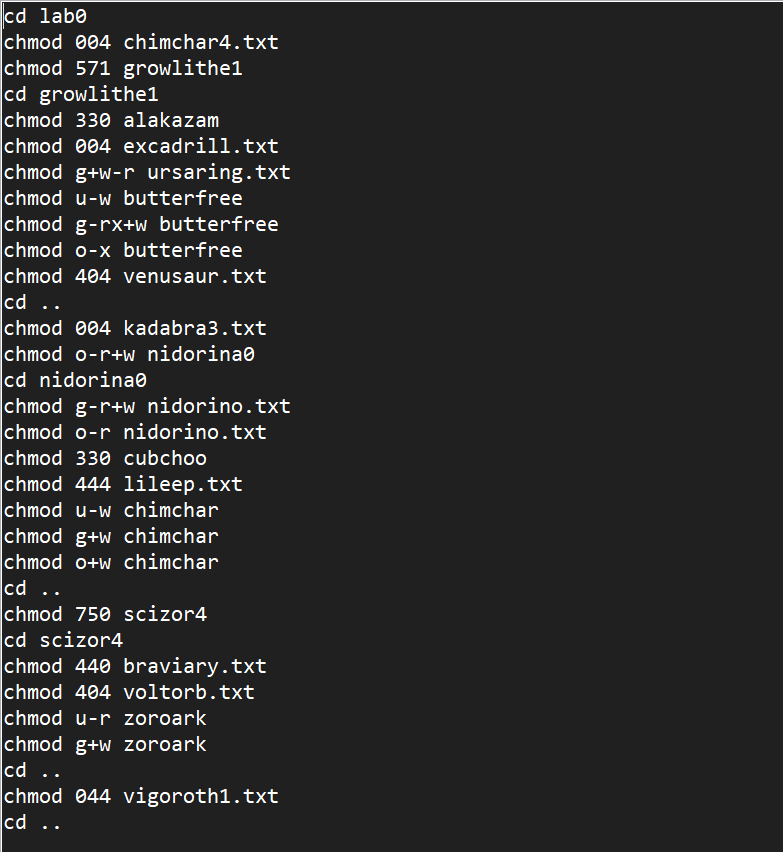 cd lab0
chmod 004 chimchar4.txt
chmod 571 growlithe1
cd growlithe1
chmod 330 alakazam
chmod 004 excadrill.txt
chmod g+w-r ursaring.txt
chmod u-w butterfree
chmod g-rx+w butterfree
chmod o-x butterfree
chmod 404 venusaur.txt
cd ..
chmod 004 kadabra3.txt
chmod o-r+w nidorina0
cd nidorina0
chmod g-r+w nidorino.txt
chmod o-r nidorino.txt
chmod 330 cubchoo
chmod 444 lileep.txt
chmod u-w chimchar
chmod g+w chimchar
chmod o+w chimchar
cd ..
chmod 750 scizor4
cd scizor4
chmod 440 braviary.txt
chmod 404 voltorb.txt
chmod u-r zoroark
chmod g+w zoroark
cd ..
chmod 044 vigoroth1.txt
cd ..